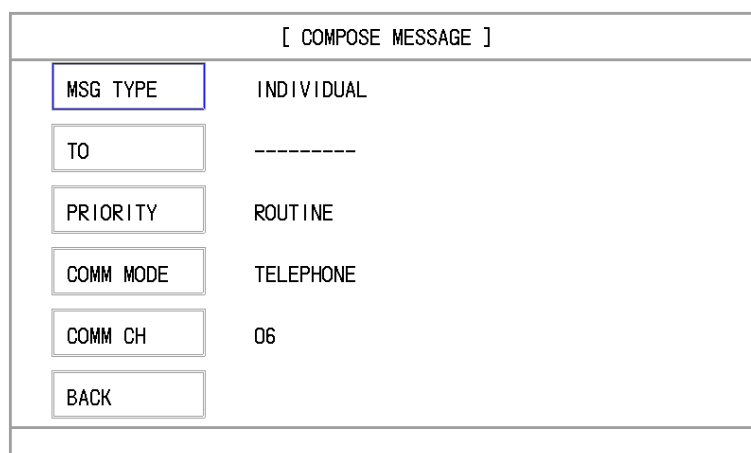 [ COMPOSE MESSAGE ]
MSG TYPE INDIVIDUAL
TO ---------
PRIORITY ROUTINE
COMM MODE TELEPHONE
COMM CH 06
BACK